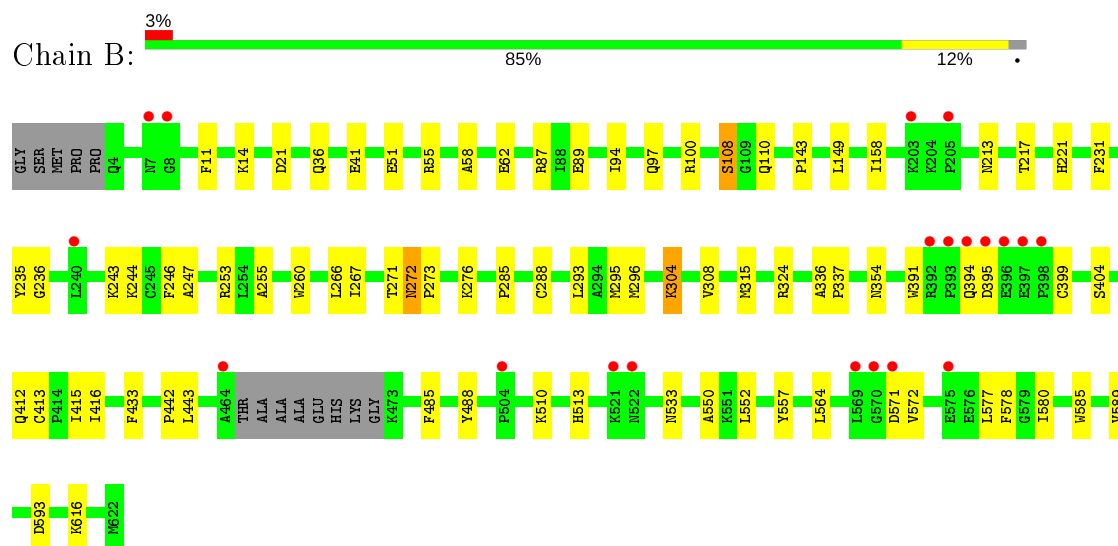 3%
Chain B:
85% 12% •
GLY SER MET PRO PRO Q4 N7 G8 F11 K14 D21 Q36 E41 E51 R55 A58 E62 R87 I88 E89 I94 Q97 R100 S108 G109 Q110 P143 L149 I158 K203 K204 P205 N213 T217 H221 F231
Y235 G236 L240 K243 K244 C245 F246 A247 R253 L254 A255 W260 L266 I267 T271 N272 P273 K276 P285 C288 L293 A294 M295 M296 K304 V308 M315 R324 A336 P337 N354 W391 R392 P393 Q394 D395 E396 E397 P398 C399 S404
Q412 C413 P414 I415 I416 F433 P442 L443 A464 THR ALA ALA ALA GLU HIS LYS GLY K473 F485 Y488 P504 K510 H513 K521 N522 N533 A550 K551 L552 Y557 L564 L569 G570 D571 V572 E575 E576 L577 F578 G579 I580 W585
D593 K616 M622